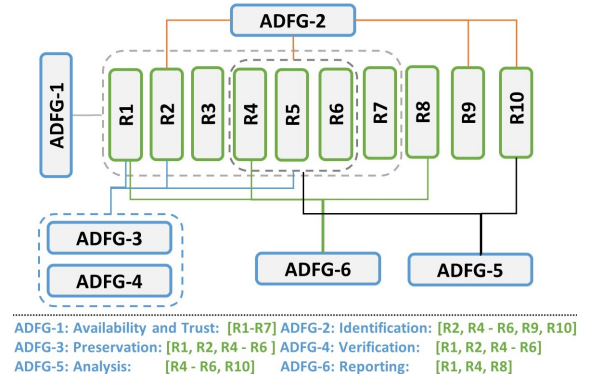 ADFG-2
ADFG-1
R1 R2 R3 R4 R5 R6 R7 R8 R9 R10
ADFG-3
ADFG-4
ADFG-6
ADFG-5
ADFG-1: Availability and Trust: [R1-R7] ADFG-2: Identification: [R2, R4 - R6, R9, R10]
ADFG-3: Preservation: [R1, R2, R4 - R6 ] ADFG-4: Verification: [R1, R2, R4 - R6]
ADFG-5: Analysis: [R4 - R6, R10] ADFG-6: Reporting: [R1, R4, R8]